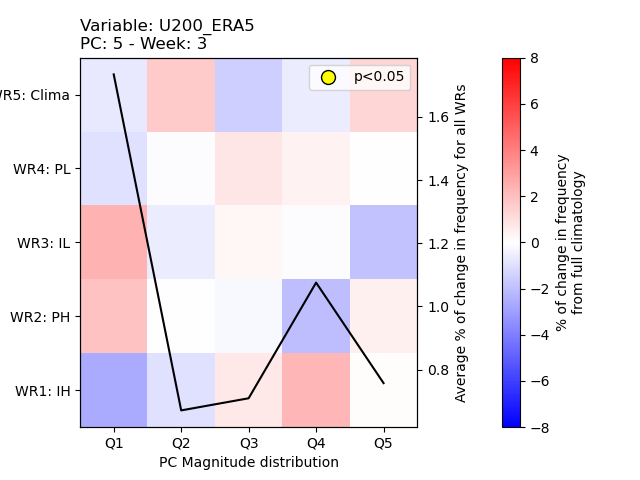 Variable: U200_ERA5
PC: 5 - Week: 3
p<0.05
WR5: Clima
WR4: PL
WR3: IL
WR2: PH
WR1: IH
Q1 Q2 Q3 Q4 Q5
PC Magnitude distribution
1.6
1.4
1.2
1.0
0.8
Average % of change in frequency for all WRs
8
6
4
2
0
−2
−4
−6
−8
% of change in frequency
from full climatology